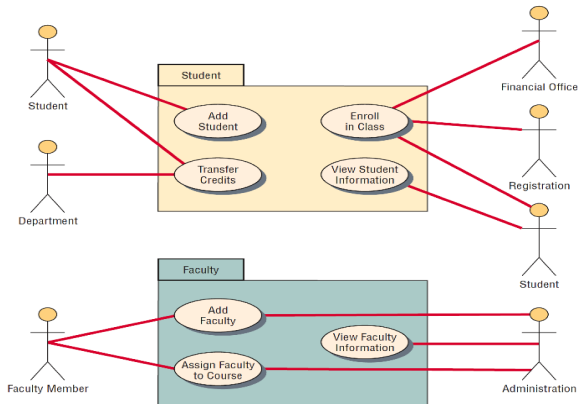 Student
Financial Office
Student
Add
Student
Enroll
in Class
Transfer
Credits
View Student
Information
Registration
Department
Student
Faculty
Add
Faculty
View Faculty
Information
Assign Faculty
to Course
Faculty Member
Administration